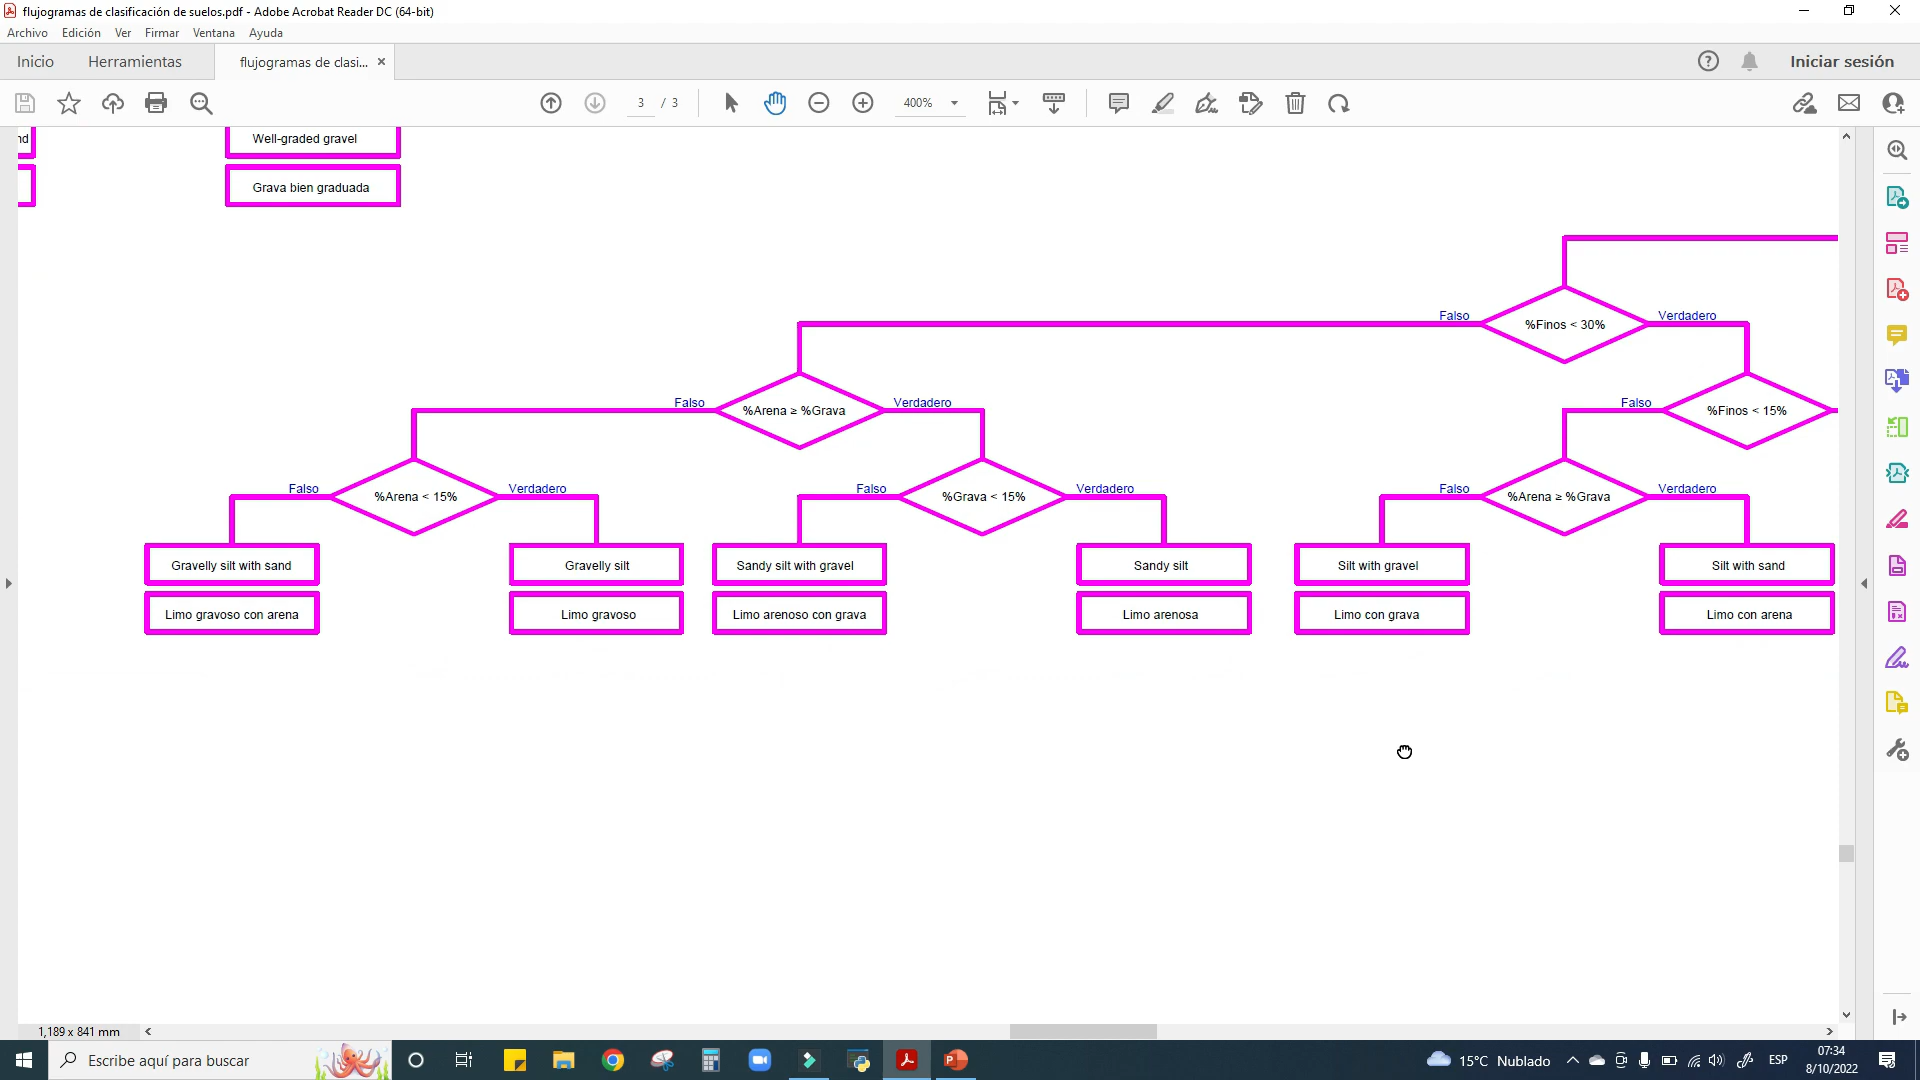 flujogramas de clasificación de suelos.pdf - Adobe Acrobat Reader DC (64-bit)
Archivo Edición Ver Firmar Ventana Ayuda
Inicio Herramientas flujogramas de clasi... × Iniciar sesión
3 / 3 400%
nd Well-graded gravel
Grava bien graduada
Falso %Finos < 30% Verdadero
Falso %Arena ≥ %Grava Verdadero Falso %Finos < 15%
Falso %Arena < 15% Verdadero Falso %Grava < 15% Verdadero Falso %Arena ≥ %Grava Verdadero
Gravelly silt with sand Gravelly silt Sandy silt with gravel Sandy silt Silt with gravel Silt with sand
Limo gravoso con arena Limo gravoso Limo arenoso con grava Limo arenosa Limo con grava Limo con arena
1,189 x 841 mm
Escribe aquí para buscar 15°C Nublado ESP 07:34
8/10/2022